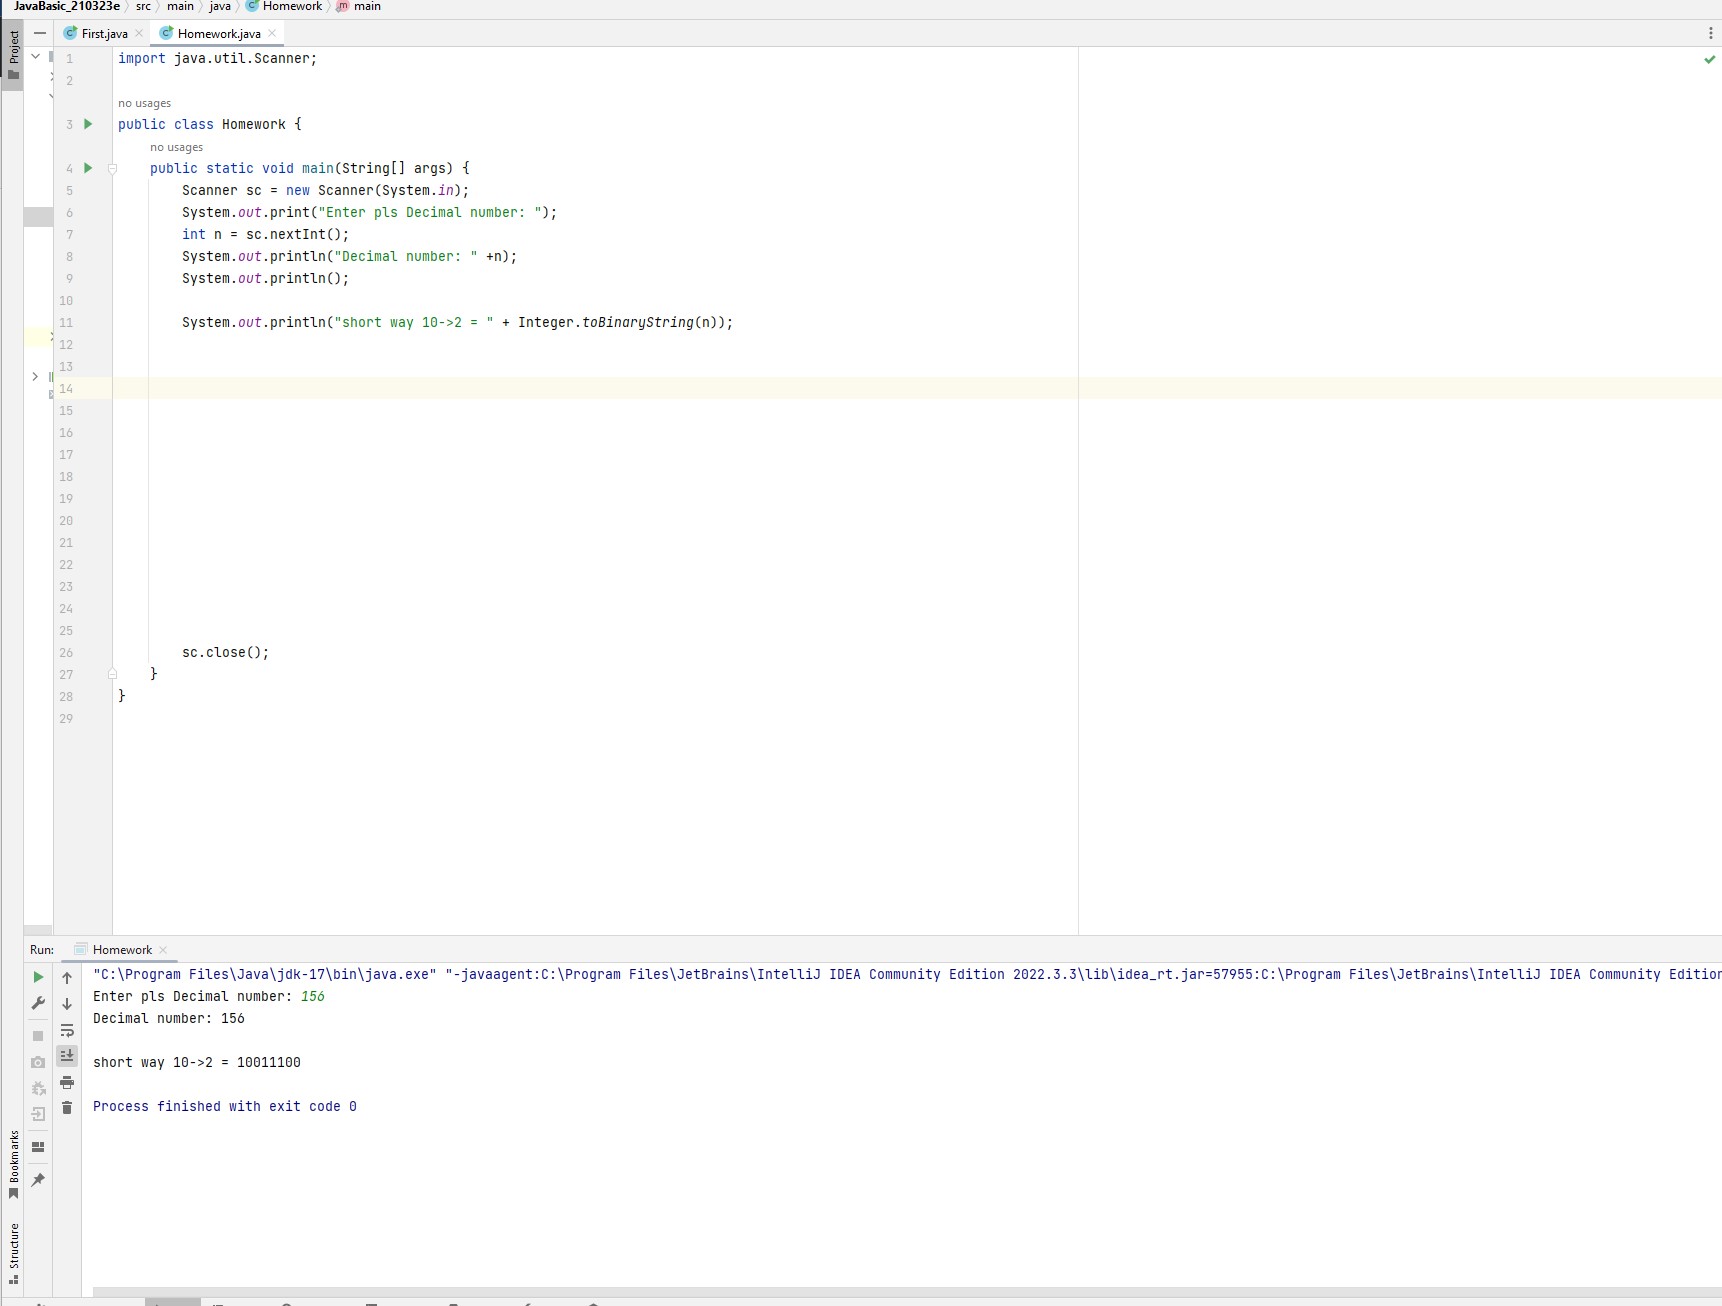 JavaBasic_210323e > src > main > java > Homework > main
Project
First.java
Homework.java
1 import java.util.Scanner;
2
no usages
3 public class Homework {
no usages
4 public static void main(String[] args) {
5 Scanner sc = new Scanner(System.in);
6 System.out.print("Enter pls Decimal number: ");
7 int n = sc.nextInt();
8 System.out.println("Decimal number: " +n);
9 System.out.println();
10
11 System.out.println("short way 10->2 = " + Integer.toBinaryString(n));
12
13
14
15
16
17
18
19
20
21
22
23
24
25
26 sc.close();
27 }
28 }
29
Run: Homework
"C:\Program Files\Java\jdk-17\bin\java.exe" "-javaagent:C:\Program Files\JetBrains\IntelliJ IDEA Community Edition 2022.3.3\lib\idea_rt.jar=57955:C:\Program Files\JetBrains\IntelliJ IDEA Community Edition
Enter pls Decimal number: 156
Decimal number: 156
short way 10->2 = 10011100
Process finished with exit code 0
Bookmarks
Structure